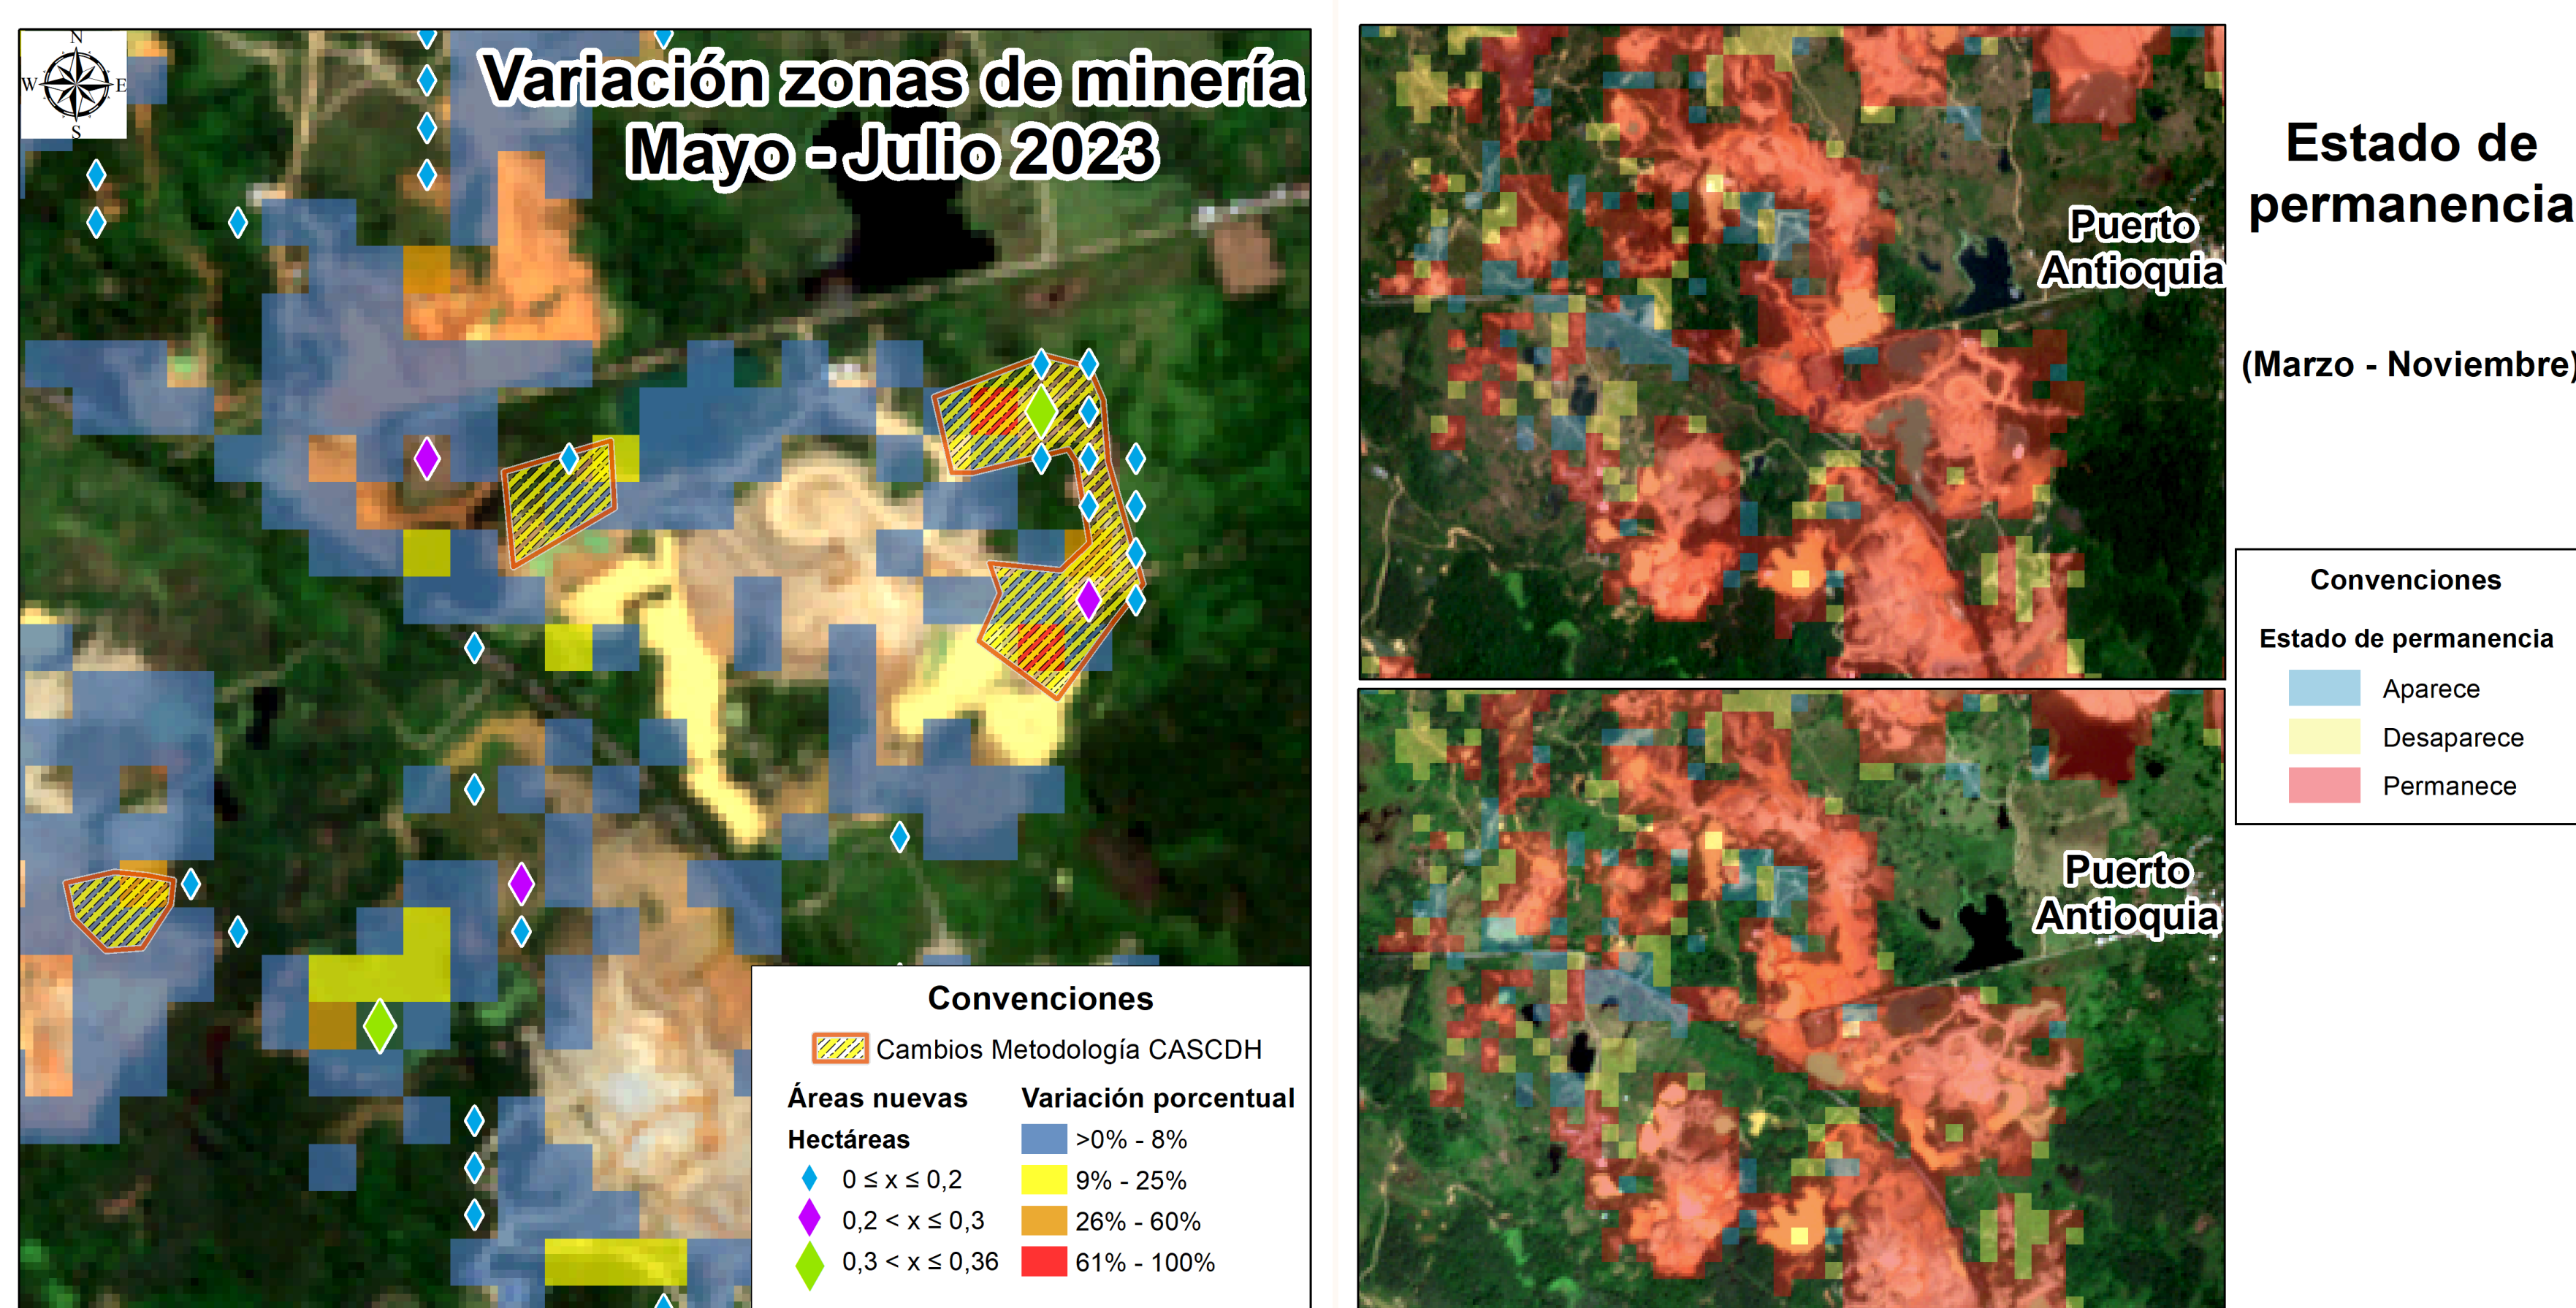 N
W
E
S
Variación zonas de minería
Mayo - Julio 2023
Convenciones
Cambios Metodología CASCDH
Áreas nuevas
Hectáreas
0 ≤ x ≤ 0,2
0,2 < x ≤ 0,3
0,3 < x ≤ 0,36
Variación porcentual
>0% - 8%
9% - 25%
26% - 60%
61% - 100%
Puerto
Antioquia
Puerto
Antioquia
Estado de
permanencia
(Marzo - Noviembre)
Convenciones
Estado de permanencia
Aparece
Desaparece
Permanece